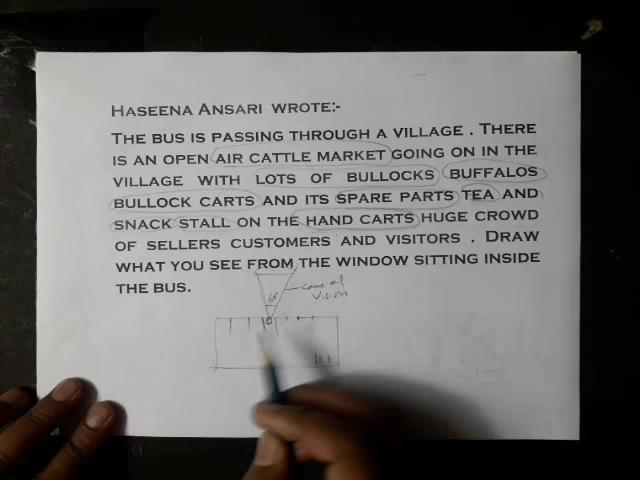 HASEENA ANSARI WROTE:-
THE BUS IS PASSING THROUGH A VILLAGE . THERE
IS AN OPEN AIR CATTLE MARKET GOING ON IN THE
VILLAGE WITH LOTS OF BULLOCKS BUFFALOS
BULLOCK CARTS AND ITS SPARE PARTS TEA AND
SNACK STALL ON THE HAND CARTS HUGE CROWD
OF SELLERS CUSTOMERS AND VISITORS . DRAW
WHAT YOU SEE FROM THE WINDOW SITTING INSIDE
THE BUS.
cone of
vision